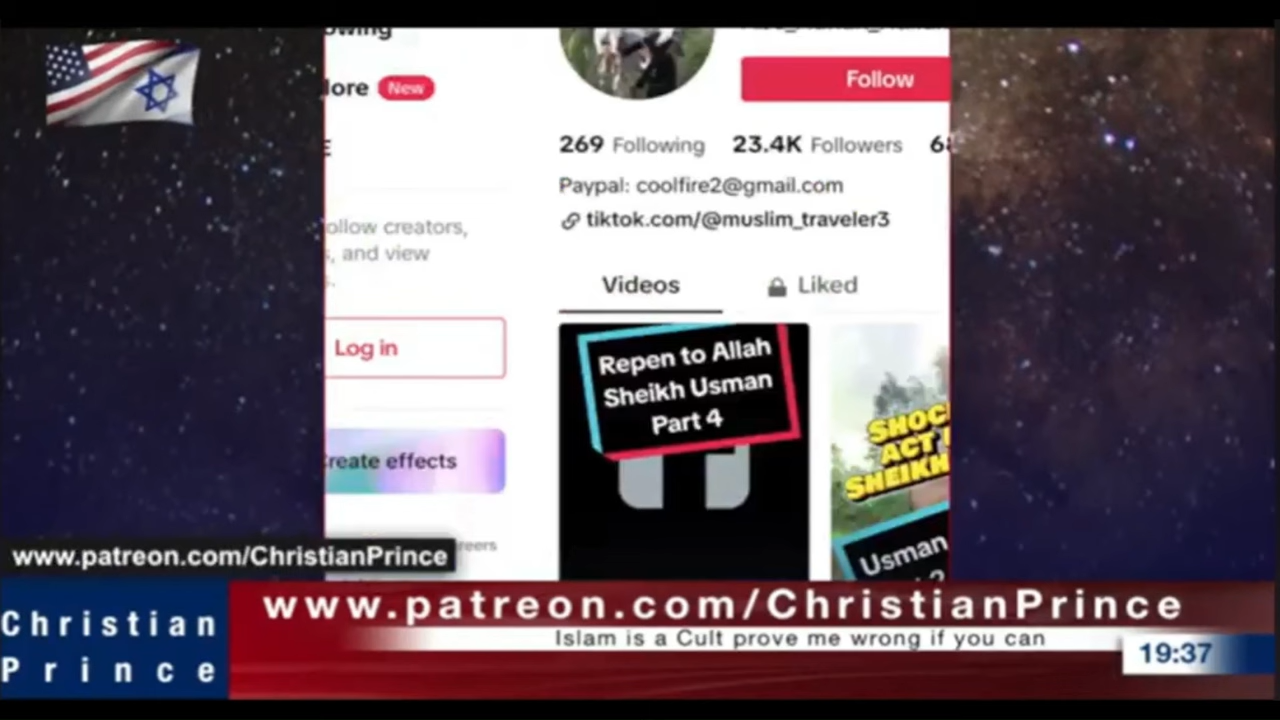 New
Follow
269 Following 23.4K Followers
Paypal: coolfire2@gmail.com
tiktok.com/@muslim_traveler3
ollow creators,
, and view
Videos Liked
Log in
Repen to Allah
Sheikh Usman
Part 4
SHOC
ACT
SHEIKH
reate effects
Usman
www.patreon.com/ChristianPrince
www.patreon.com/ChristianPrince
Christian
Prince
Islam is a Cult prove me wrong if you can
19:37